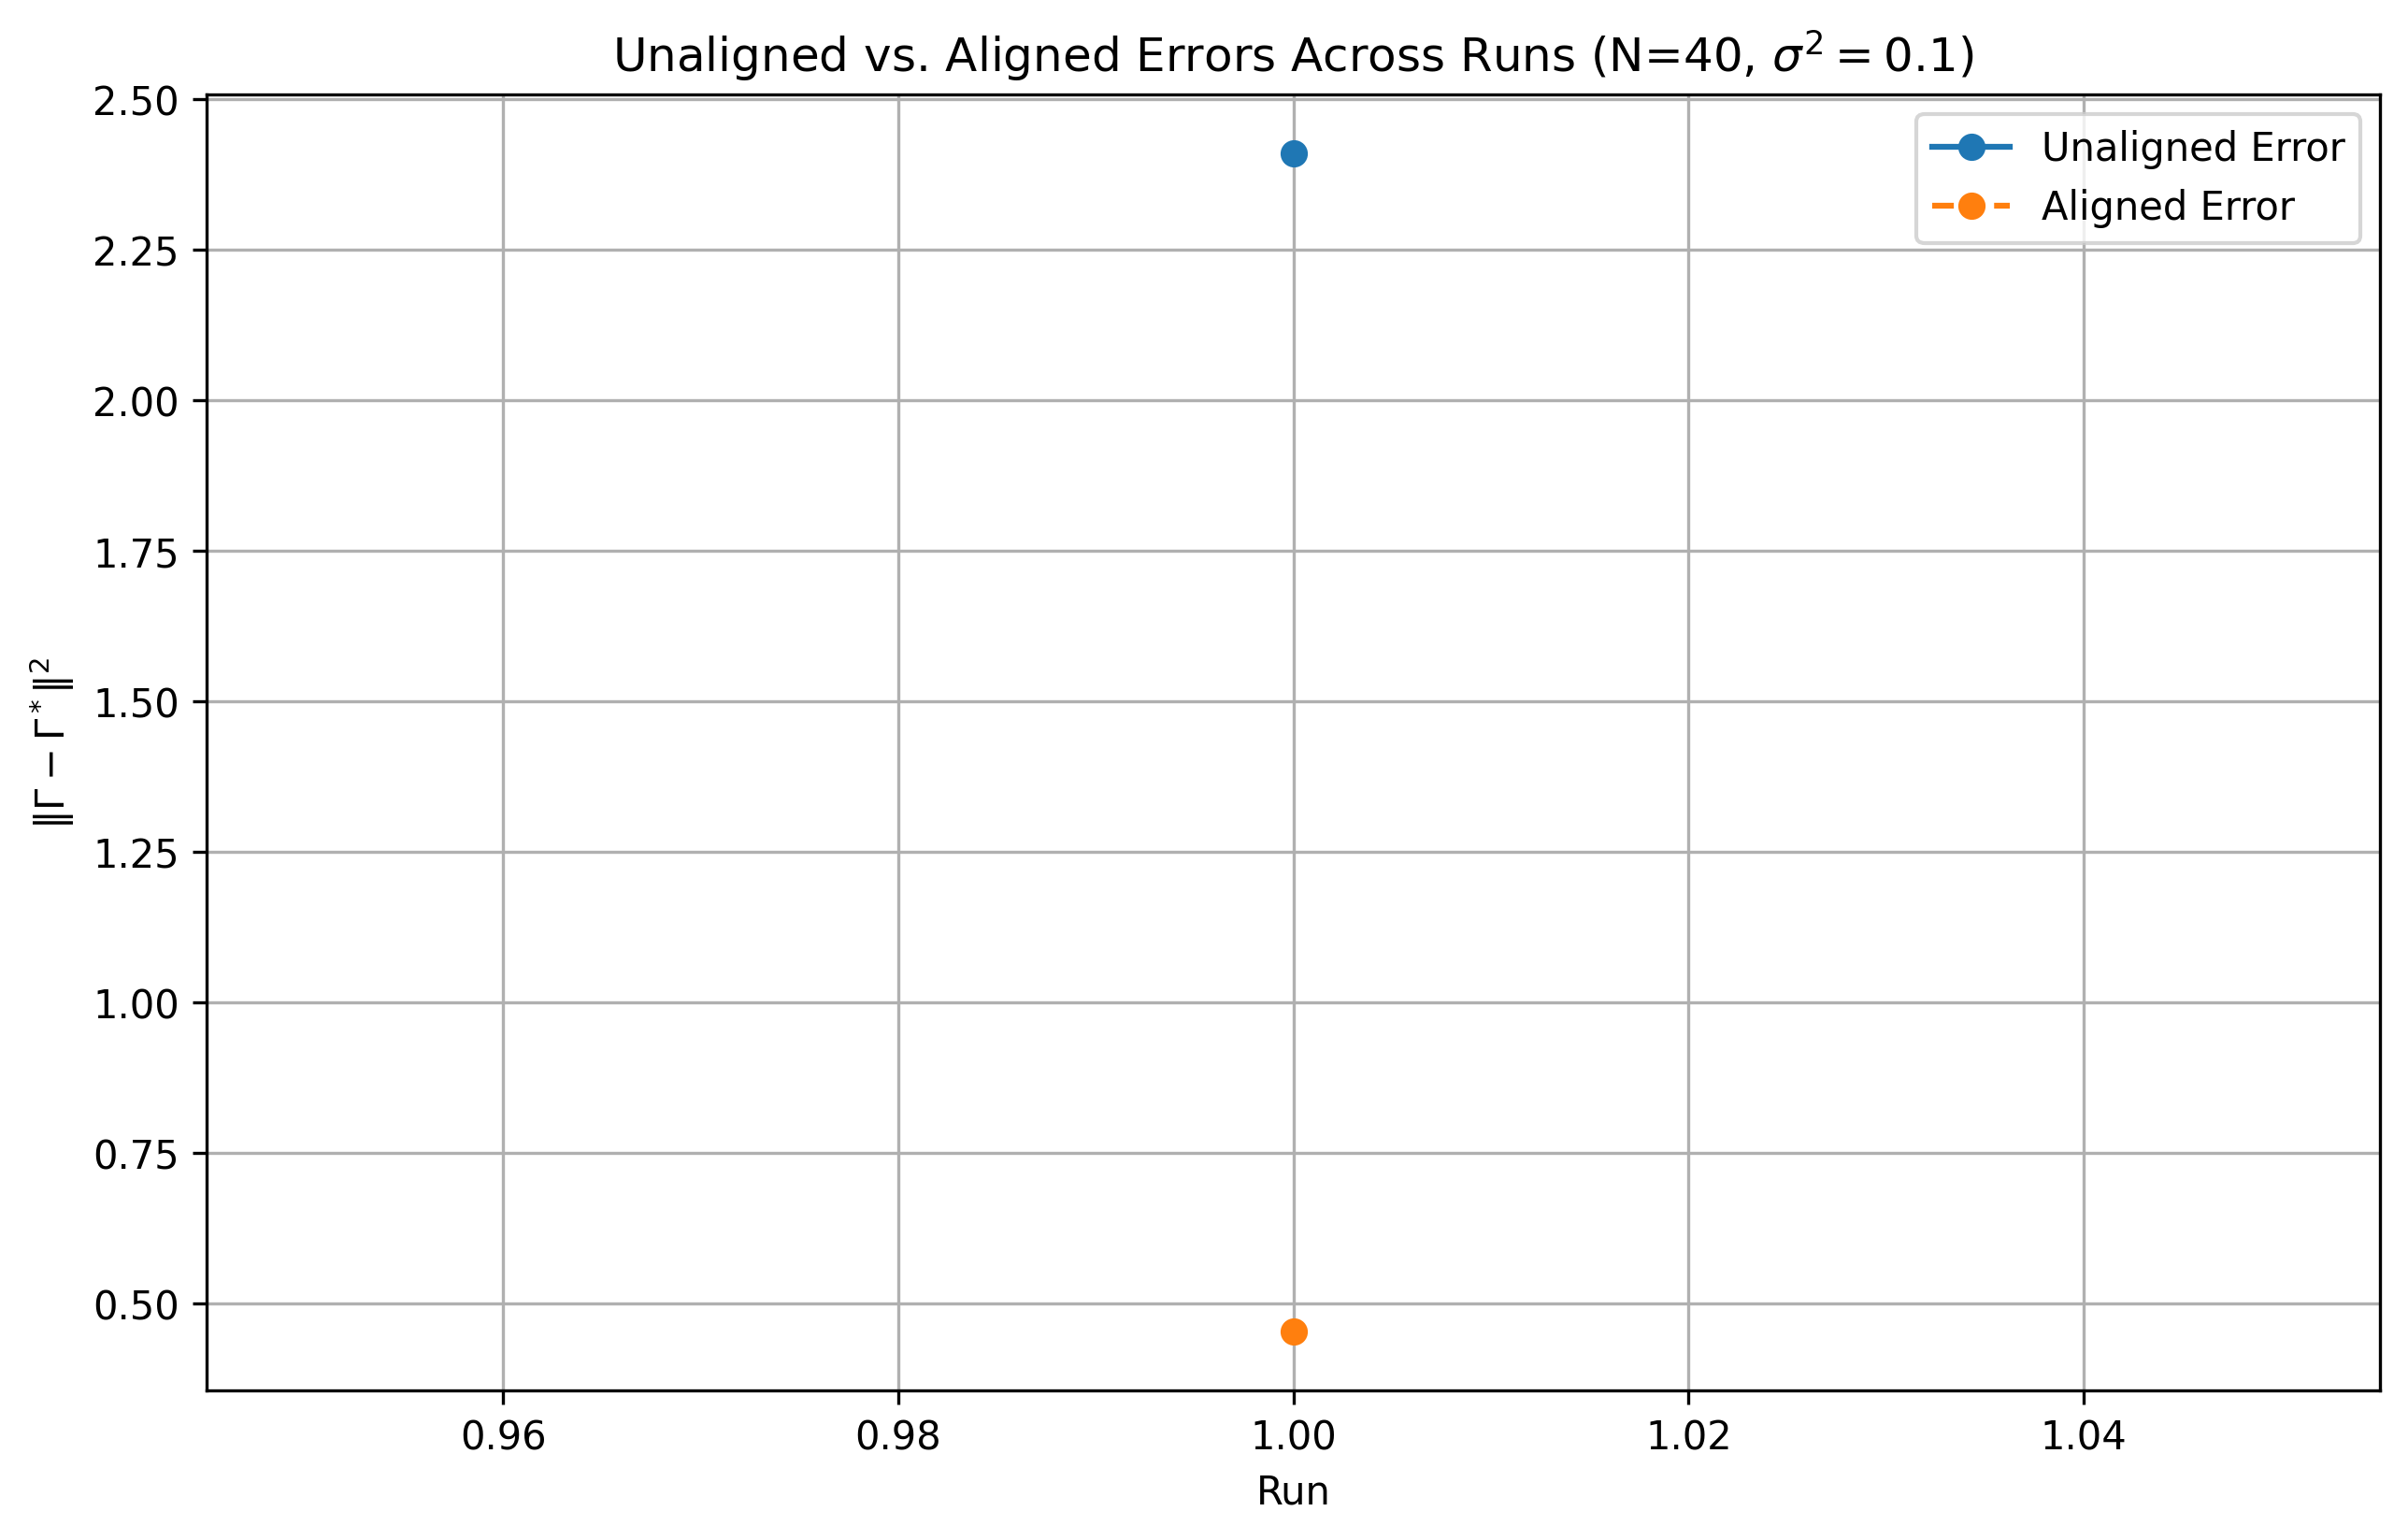 Unaligned vs. Aligned Errors Across Runs (N=40, σ² = 0.1)
2.50
2.25
2.00
1.75
1.50
1.25
1.00
0.75
0.50
‖Γ − Γ*‖²
Unaligned Error
Aligned Error
0.96 0.98 1.00 1.02 1.04
Run